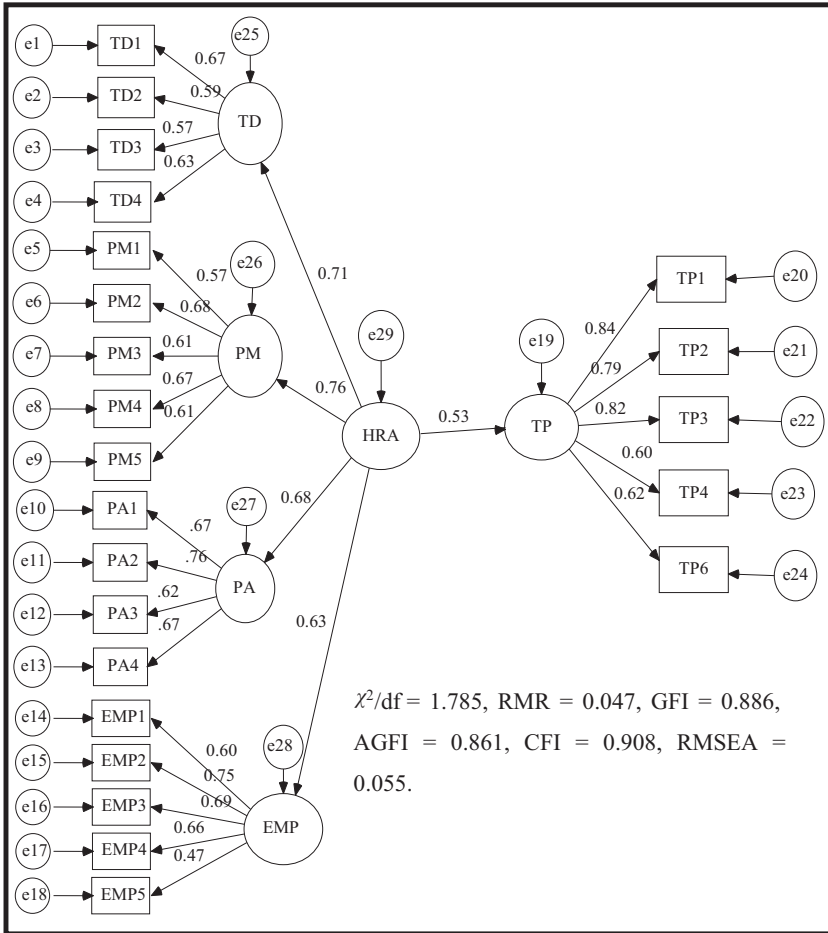 e1 TD1
e25
0.67
e2 TD2
0.59
TD
e3 TD3
0.57
0.63
e4 TD4
e5 PM1
0.57
e26
e6 PM2
0.68
0.71
e7 PM3
0.61
PM
e8 PM4
0.67
0.61
0.76
e9 PM5
e29
HRA
0.53
e10 PA1
.67
e27
0.68
e11 PA2
.76
PA
e12 PA3
.62
.67
e13 PA4
0.63
e14 EMP1
0.60
e28
e15 EMP2
0.75
e16 EMP3
0.69
EMP
e17 EMP4
0.66
0.47
e18 EMP5
e19
TP
TP1 e20
0.84
TP2 e21
0.79
TP3 e22
0.82
TP4 e23
0.60
0.62
TP6 e24
χ²/df = 1.785, RMR = 0.047, GFI = 0.886,
AGFI = 0.861, CFI = 0.908, RMSEA =
0.055.